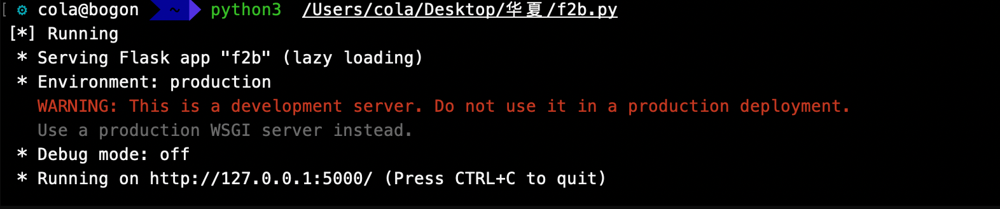 [ ⚙ cola@bogon ~ python3 /Users/cola/Desktop/华夏/f2b.py
[*] Running
* Serving Flask app "f2b" (lazy loading)
* Environment: production
WARNING: This is a development server. Do not use it in a production deployment.
Use a production WSGI server instead.
* Debug mode: off
* Running on http://127.0.0.1:5000/ (Press CTRL+C to quit)